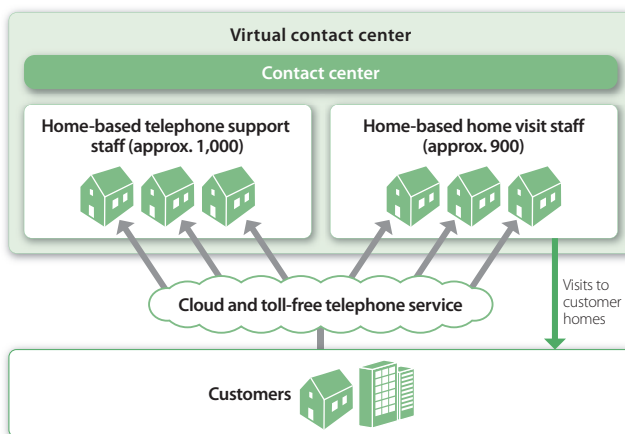 Virtual contact center
Contact center
Home-based telephone support
staff (approx. 1,000)
Home-based home visit staff
(approx. 900)
Cloud and toll-free telephone service
Visits to
customer
homes
Customers